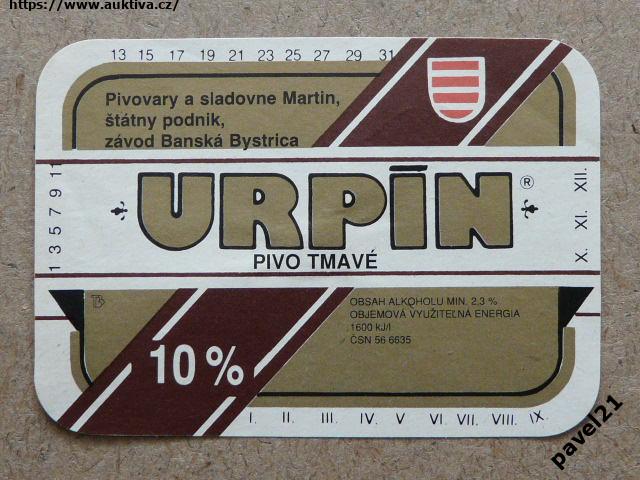 https://www.auktiva.cz/
13 15 17 19 21 23 25 27 29 31
Pivovary a sladovne Martin,
štátny podnik,
závod Banská Bystrica
1 3 5 7 9 11
URPÍN ®
PIVO TMAVÉ
X. XI. XII.
OBSAH ALKOHOLU MIN. 2,3 %
OBJEMOVÁ VYUŽITEĽNÁ ENERGIA
1600 kJ/l
ČSN 56 6635
10 %
I. II. III. IV. V VI VII. VIII. IX.
pavel21